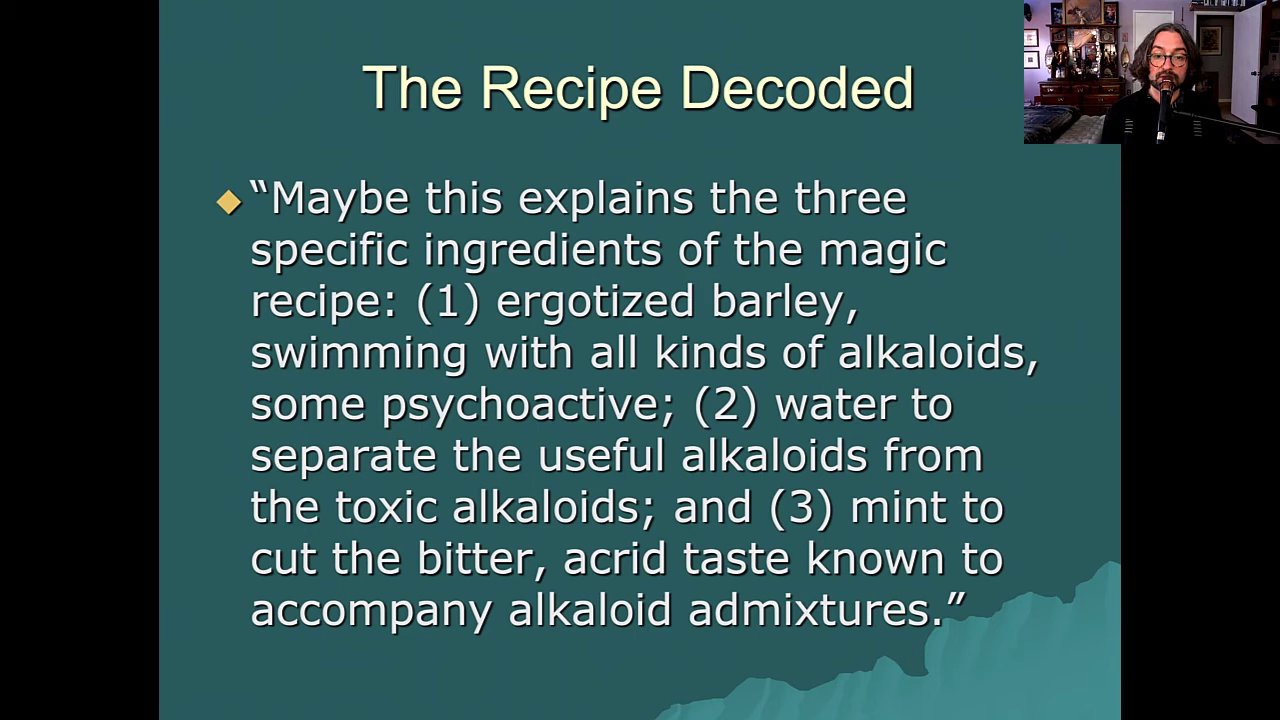 The Recipe Decoded
“Maybe this explains the three
specific ingredients of the magic
recipe: (1) ergotized barley,
swimming with all kinds of alkaloids,
some psychoactive; (2) water to
separate the useful alkaloids from
the toxic alkaloids; and (3) mint to
cut the bitter, acrid taste known to
accompany alkaloid admixtures.”